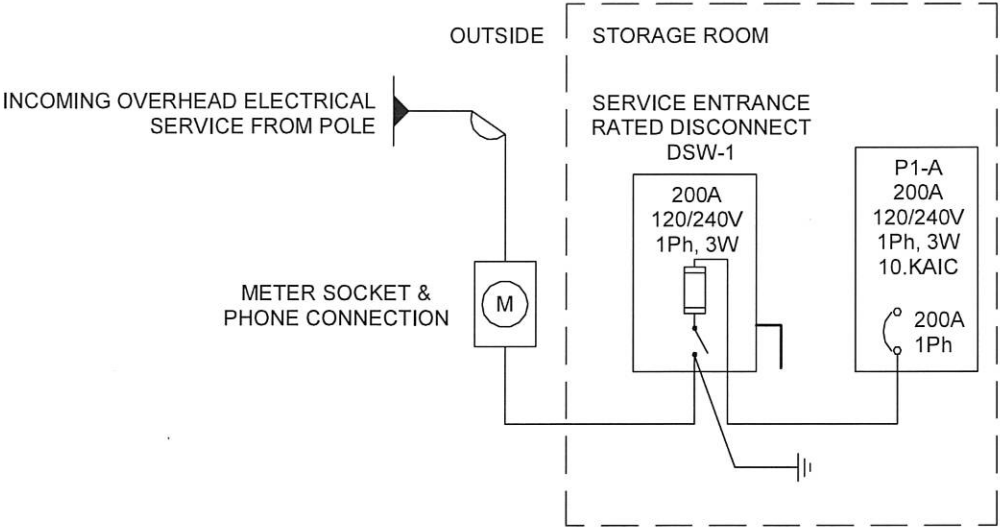 OUTSIDE
STORAGE ROOM
INCOMING OVERHEAD ELECTRICAL
SERVICE FROM POLE
SERVICE ENTRANCE
RATED DISCONNECT
DSW-1
200A
120/240V
1Ph, 3W
P1-A
200A
120/240V
1Ph, 3W
10.KAIC
200A
1Ph
METER SOCKET &
PHONE CONNECTION
M